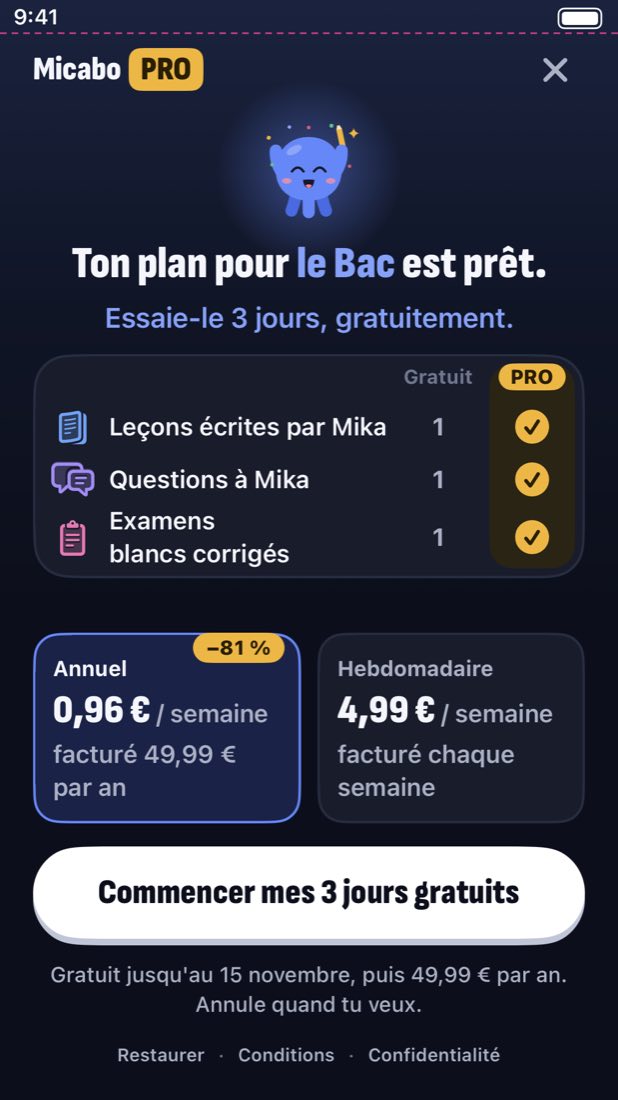 9:41
Micabo PRO
Ton plan pour le Bac est prêt.
Essaie-le 3 jours, gratuitement.
Gratuit PRO
Leçons écrites par Mika 1
Questions à Mika 1
Examens
blancs corrigés 1
−81 %
Annuel
0,96 € / semaine
facturé 49,99 €
par an
Hebdomadaire
4,99 € / semaine
facturé chaque
semaine
Commencer mes 3 jours gratuits
Gratuit jusqu'au 15 novembre, puis 49,99 € par an.
Annule quand tu veux.
Restaurer · Conditions · Confidentialité